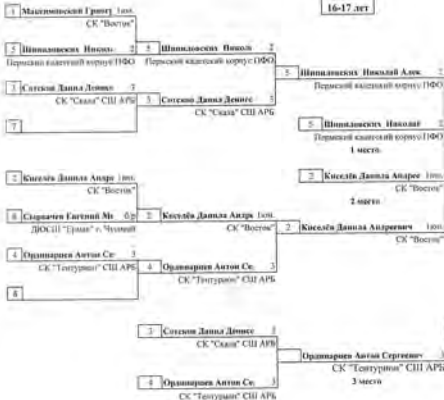 16-17 лет
1 Максимовский Григор 1юн.
СК "Восток"
5 Шипиловских Никола 2
Пермский кадетский корпус ПФО
5 Шипиловских Никола 2
Пермский кадетский корпус ПФО
3 Сотсков Данил Денисе 3
СК "Скала" СШ АРБ
3 Сотсков Данил Денисе 3
СК "Скала" СШ АРБ
7
5 Шипиловских Николай Алек 2
Пермский кадетский корпус ПФО
5 Шипиловских Николай 2
Пермский кадетский корпус ПФО
1 место
2 Киселёв Данила Андрее 1юн.
СК "Восток"
2 место
2 Киселёв Данила Андре 1юн.
СК "Восток"
6 Сыровачев Евгений Ми б/р
ДЮСШ "Ермак" г. Чусовой
2 Киселёв Данила Андре 1юн.
СК "Восток"
2 Киселёв Данила Андреевич 1юн.
СК "Восток"
4 Ординарцев Антон Се 3
СК "Тентурион" СШ АРБ
4 Ординарцев Антон Се 3
СК "Тентурион" СШ АРБ
8
3 Сотсков Данил Денисе 3
СК "Скала" СШ АРБ
4 Ординарцев Антон Се 3
СК "Тентурион" СШ АРБ
Ординарцев Антон Сергеевич 3
СК "Тентурион" СШ АРБ
3 место